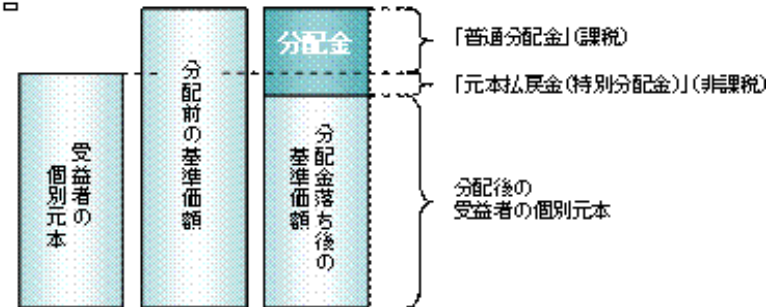 受益者の
個別元本
分配前の基準価額
分配金
分配金落ち後の
基準価額
「普通分配金」(課税)
「元本払戻金(特別分配金)」(非課税)
分配後の
受益者の個別元本